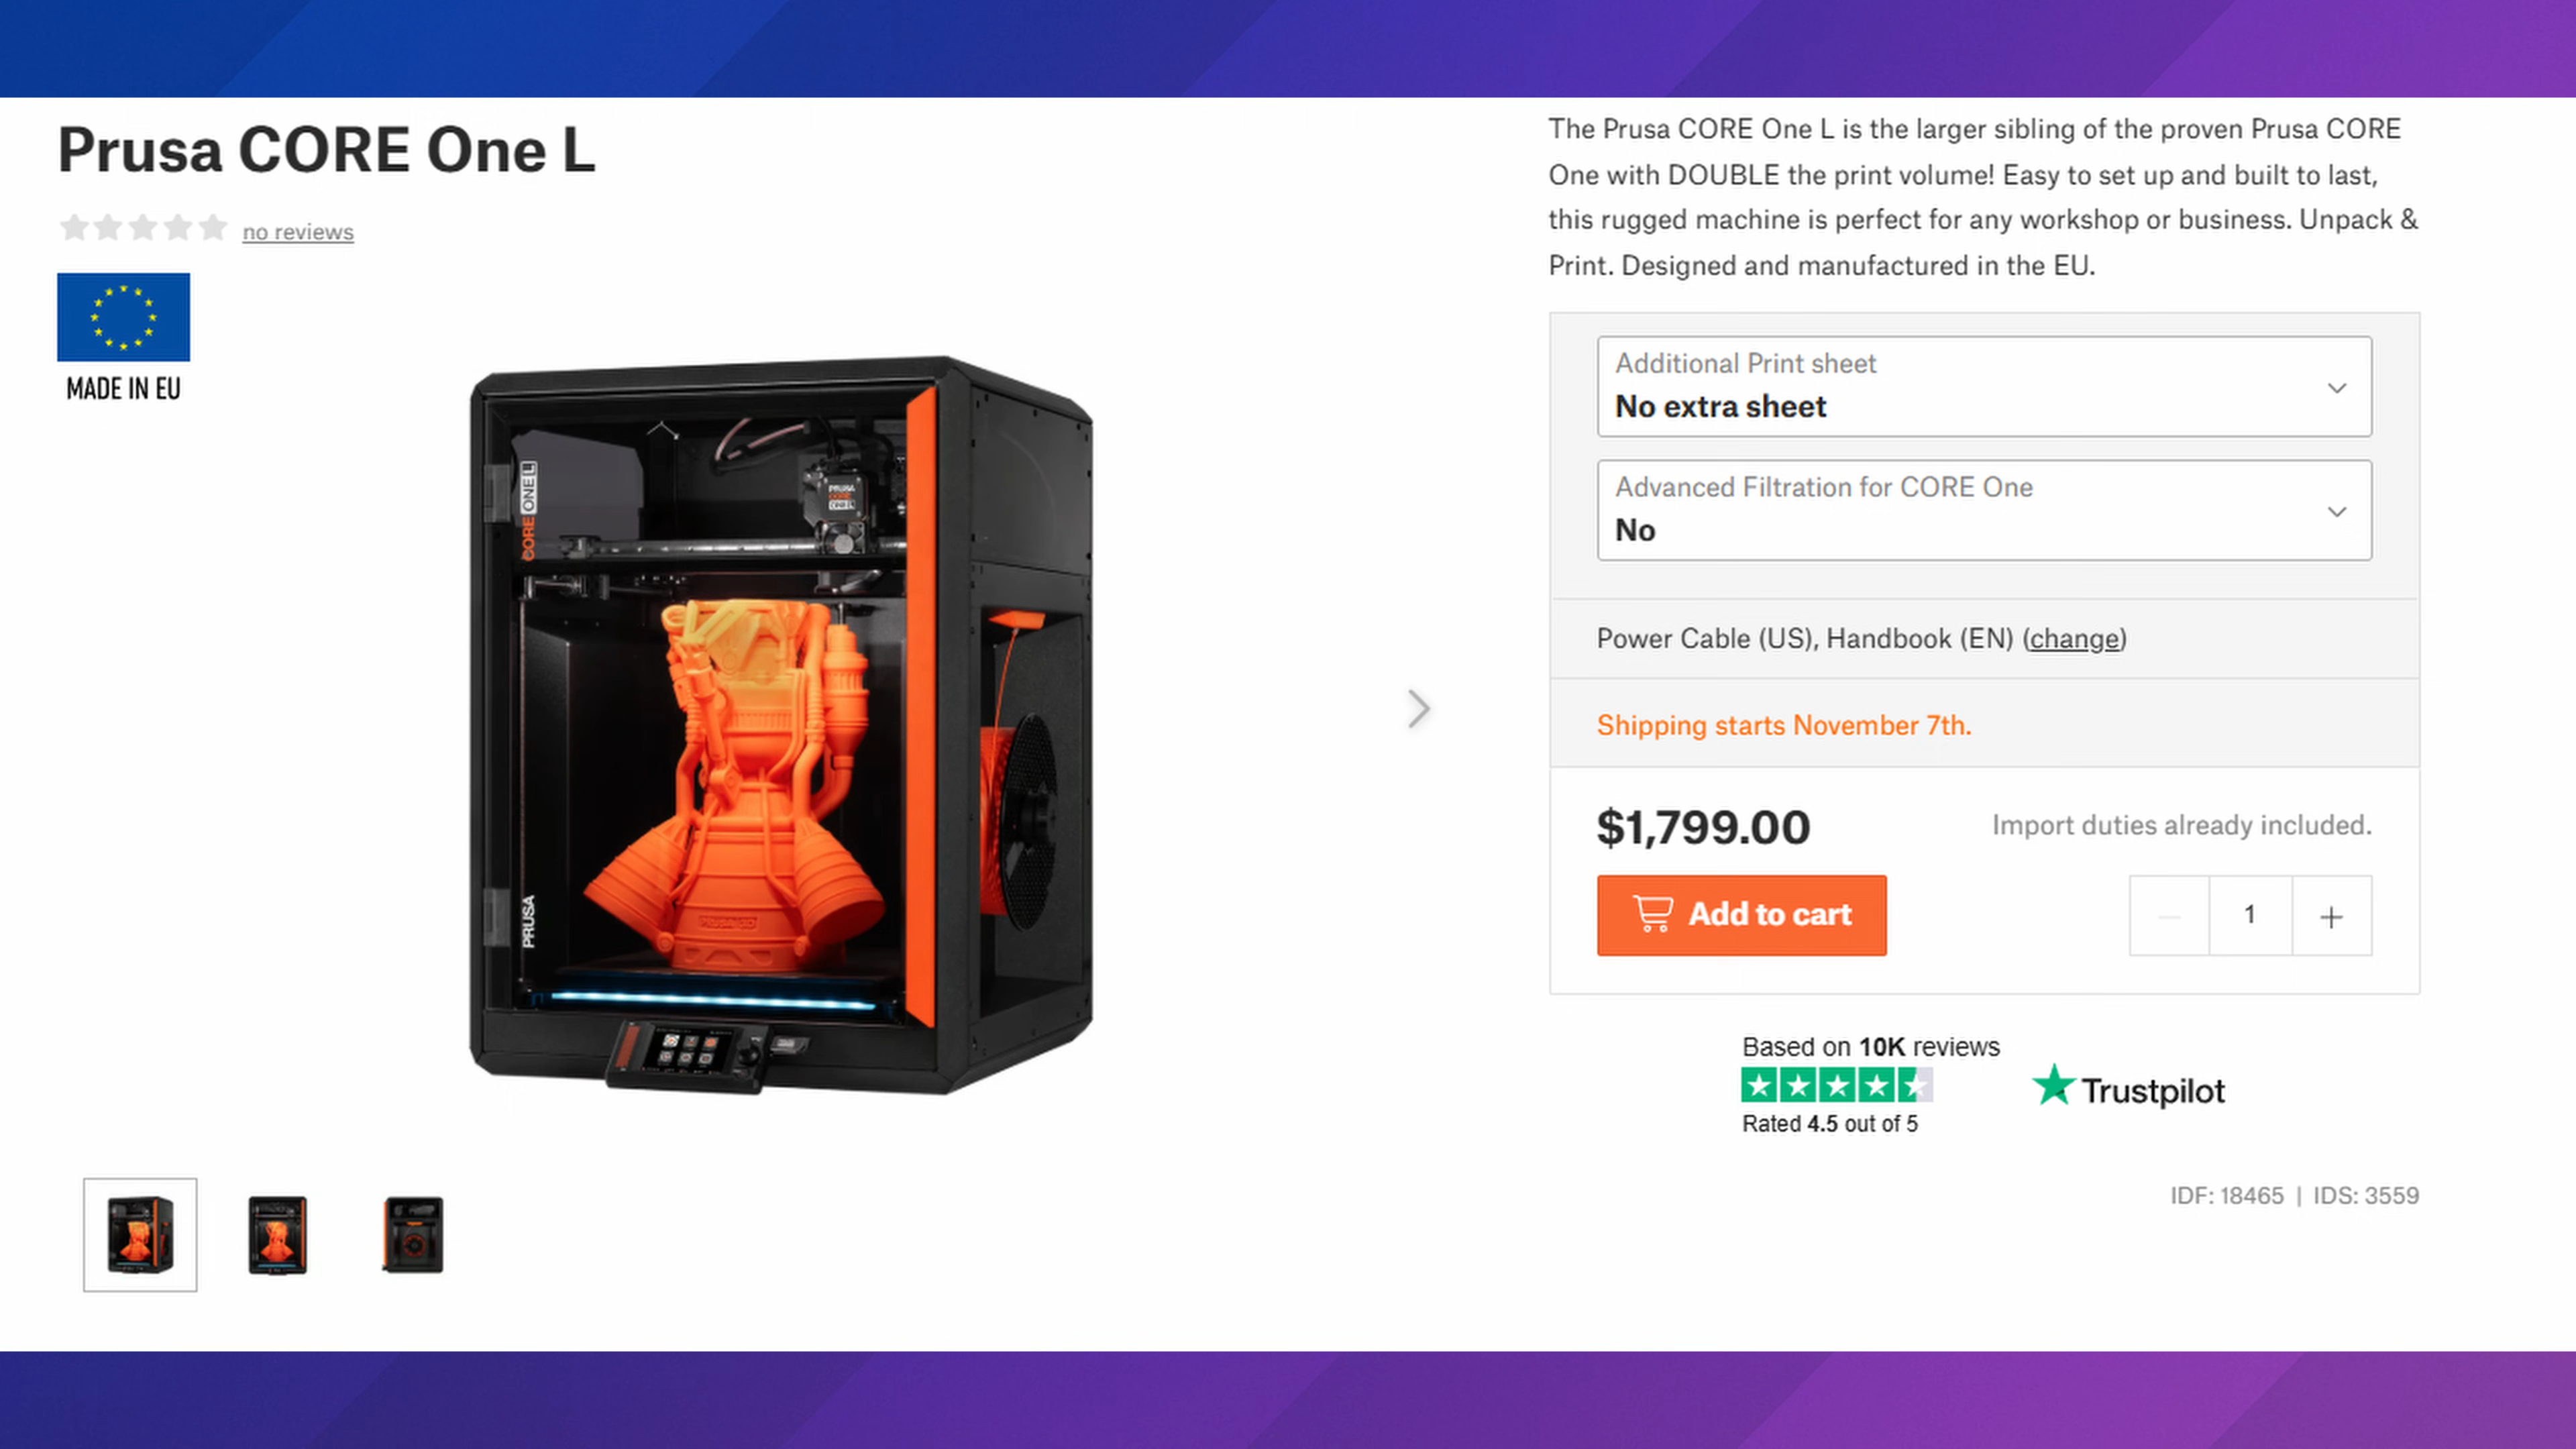 Prusa CORE One L
no reviews
MADE IN EU
CORE ONE L
PRUSA
CORE
ONE L
PRUSA
The Prusa CORE One L is the larger sibling of the proven Prusa CORE
One with DOUBLE the print volume! Easy to set up and built to last,
this rugged machine is perfect for any workshop or business. Unpack &
Print. Designed and manufactured in the EU.
Additional Print sheet
No extra sheet
Advanced Filtration for CORE One
No
Power Cable (US), Handbook (EN) (change)
Shipping starts November 7th.
$1,799.00
Import duties already included.
Add to cart
1
Based on 10K reviews
Rated 4.5 out of 5
Trustpilot
IDF: 18465 | IDS: 3559